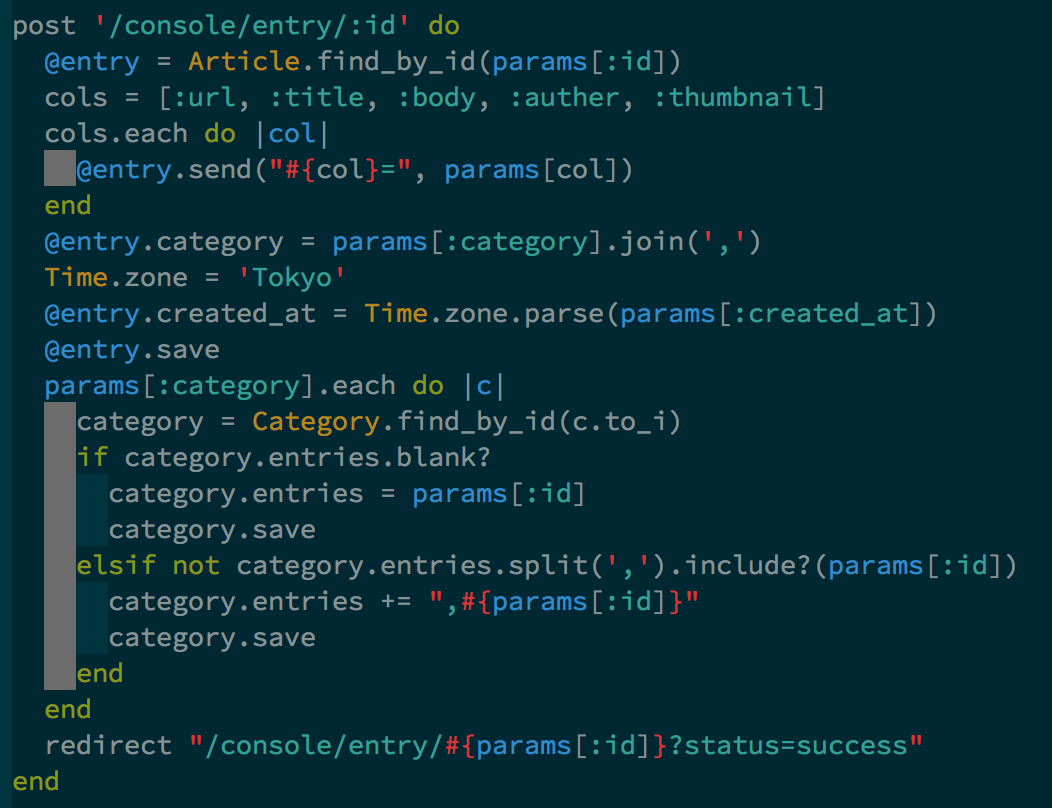 post '/console/entry/:id' do
  @entry = Article.find_by_id(params[:id])
  cols = [:url, :title, :body, :auther, :thumbnail]
  cols.each do |col|
    @entry.send("#{col}=", params[col])
  end
  @entry.category = params[:category].join(',')
  Time.zone = 'Tokyo'
  @entry.created_at = Time.zone.parse(params[:created_at])
  @entry.save
  params[:category].each do |c|
    category = Category.find_by_id(c.to_i)
    if category.entries.blank?
      category.entries = params[:id]
      category.save
    elsif not category.entries.split(',').include?(params[:id])
      category.entries += ",#{params[:id]}"
      category.save
    end
  end
  redirect "/console/entry/#{params[:id]}?status=success"
end